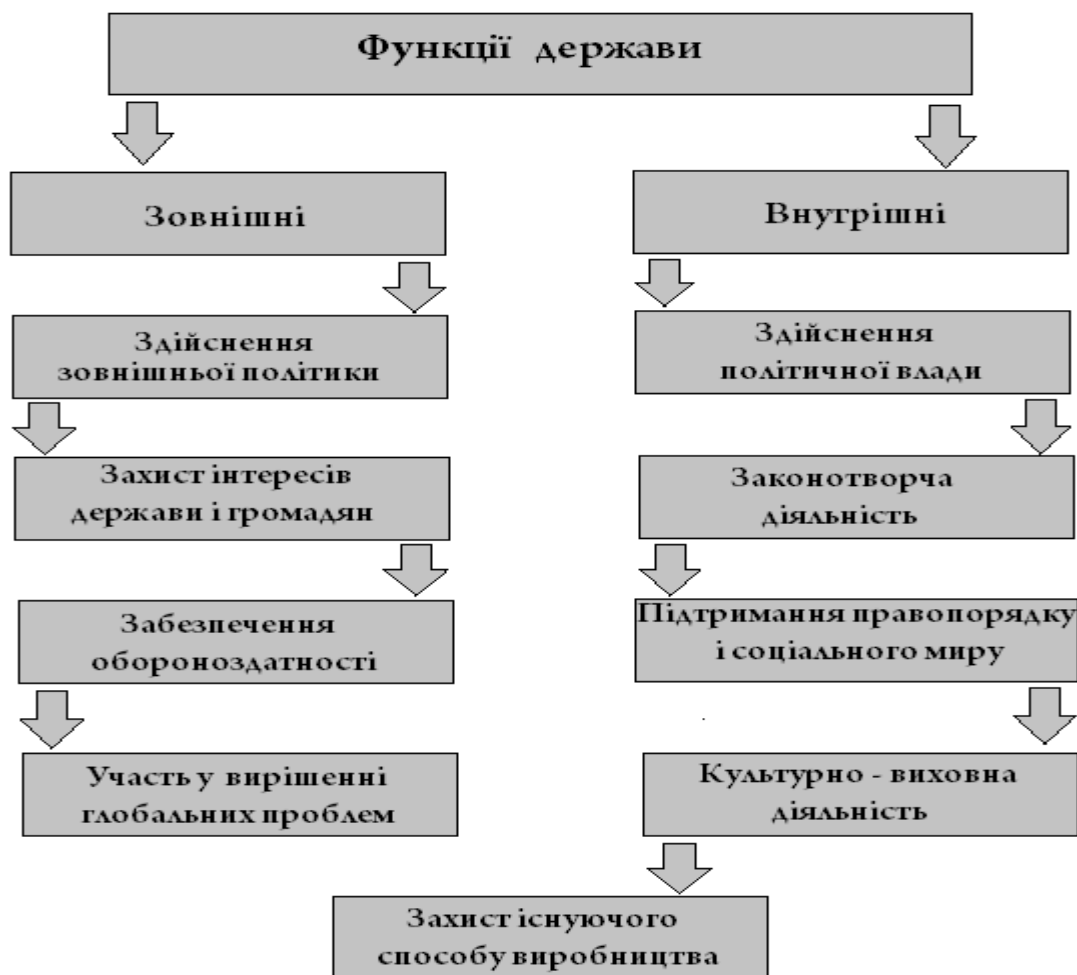 Функції держави
Зовнішні
Внутрішні
Здійснення
зовнішньої політики
Здійснення
політичної влади
Захист інтересів
держави і громадян
Законотворча
діяльність
Забезпечення
обороноздатності
Підтримання правопорядку
і соціального миру
Участь у вирішенні
глобальних проблем
Культурно - виховна
діяльність
Захист існуючого
способу виробництва